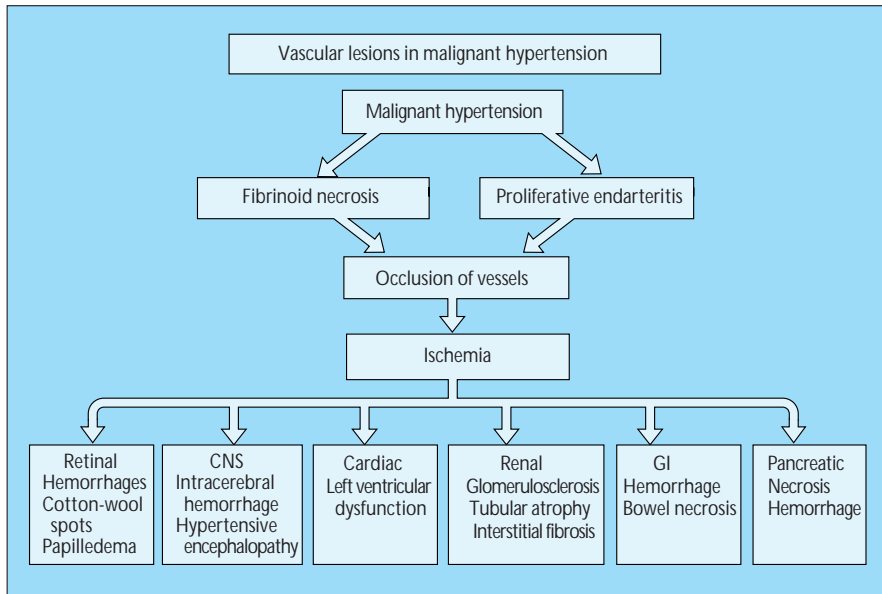 Vascular lesions in malignant hypertension
Malignant hypertension
Fibrinoid necrosis
Proliferative endarteritis
Occlusion of vessels
Ischemia
Retinal
Hemorrhages
Cotton-wool
spots
Papilledema
CNS
Intracerebral
hemorrhage
Hypertensive
encephalopathy
Cardiac
Left ventricular
dysfunction
Renal
Glomerulosclerosis
Tubular atrophy
Interstitial fibrosis
GI
Hemorrhage
Bowel necrosis
Pancreatic
Necrosis
Hemorrhage